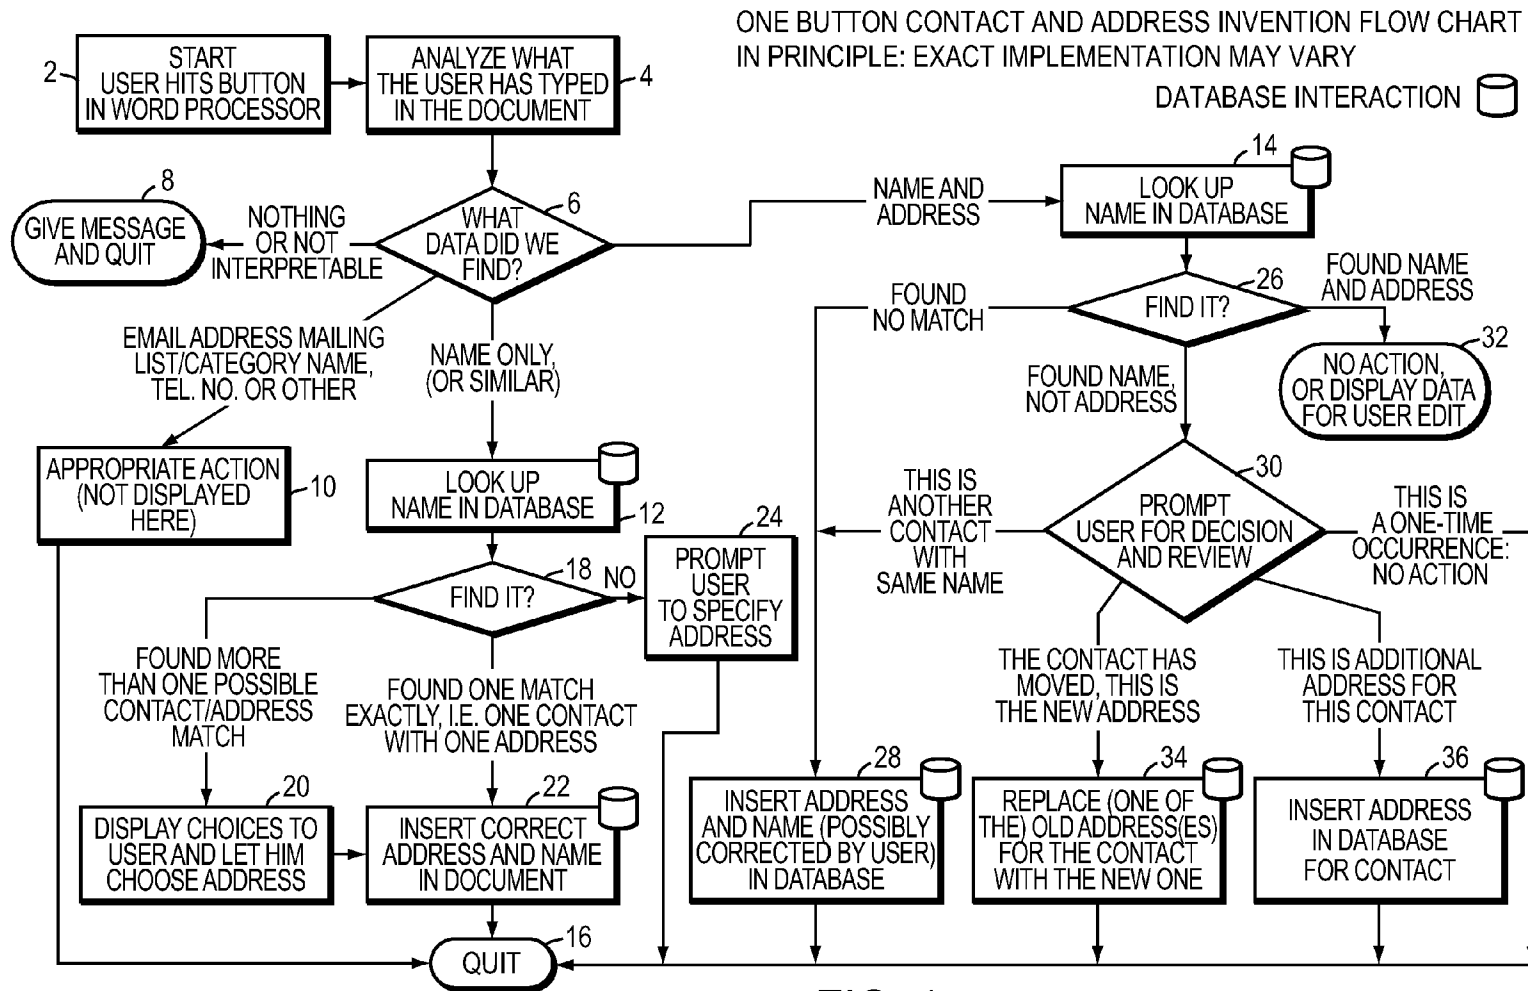 ONE BUTTON CONTACT AND ADDRESS INVENTION FLOW CHART
IN PRINCIPLE: EXACT IMPLEMENTATION MAY VARY
DATABASE INTERACTION
2
START
USER HITS BUTTON
IN WORD PROCESSOR
ANALYZE WHAT
THE USER HAS TYPED
IN THE DOCUMENT
4
8
GIVE MESSAGE
AND QUIT
NOTHING
OR NOT
INTERPRETABLE
6
WHAT
DATA DID WE
FIND?
NAME AND
ADDRESS
14
LOOK UP
NAME IN DATABASE
EMAIL ADDRESS MAILING
LIST/CATEGORY NAME,
TEL. NO. OR OTHER
NAME ONLY,
(OR SIMILAR)
FOUND
NO MATCH
26
FIND IT?
FOUND NAME
AND ADDRESS
32
NO ACTION,
OR DISPLAY DATA
FOR USER EDIT
FOUND NAME,
NOT ADDRESS
APPROPRIATE ACTION
(NOT DISPLAYED
HERE)
10
LOOK UP
NAME IN DATABASE
12
24
PROMPT
USER
TO SPECIFY
ADDRESS
THIS IS
ANOTHER
CONTACT
WITH
SAME NAME
30
PROMPT
USER FOR DECISION
AND REVIEW
THIS IS
A ONE-TIME
OCCURRENCE:
NO ACTION
18
FIND IT?
NO
FOUND MORE
THAN ONE POSSIBLE
CONTACT/ADDRESS
MATCH
FOUND ONE MATCH
EXACTLY, I.E. ONE CONTACT
WITH ONE ADDRESS
THE CONTACT HAS
MOVED, THIS IS
THE NEW ADDRESS
THIS IS ADDITIONAL
ADDRESS FOR
THIS CONTACT
20
DISPLAY CHOICES TO
USER AND LET HIM
CHOOSE ADDRESS
22
INSERT CORRECT
ADDRESS AND NAME
IN DOCUMENT
28
INSERT ADDRESS
AND NAME (POSSIBLY
CORRECTED BY USER)
IN DATABASE
34
REPLACE (ONE OF
THE) OLD ADDRESS(ES)
FOR THE CONTACT
WITH THE NEW ONE
36
INSERT ADDRESS
IN DATABASE
FOR CONTACT
16
QUIT